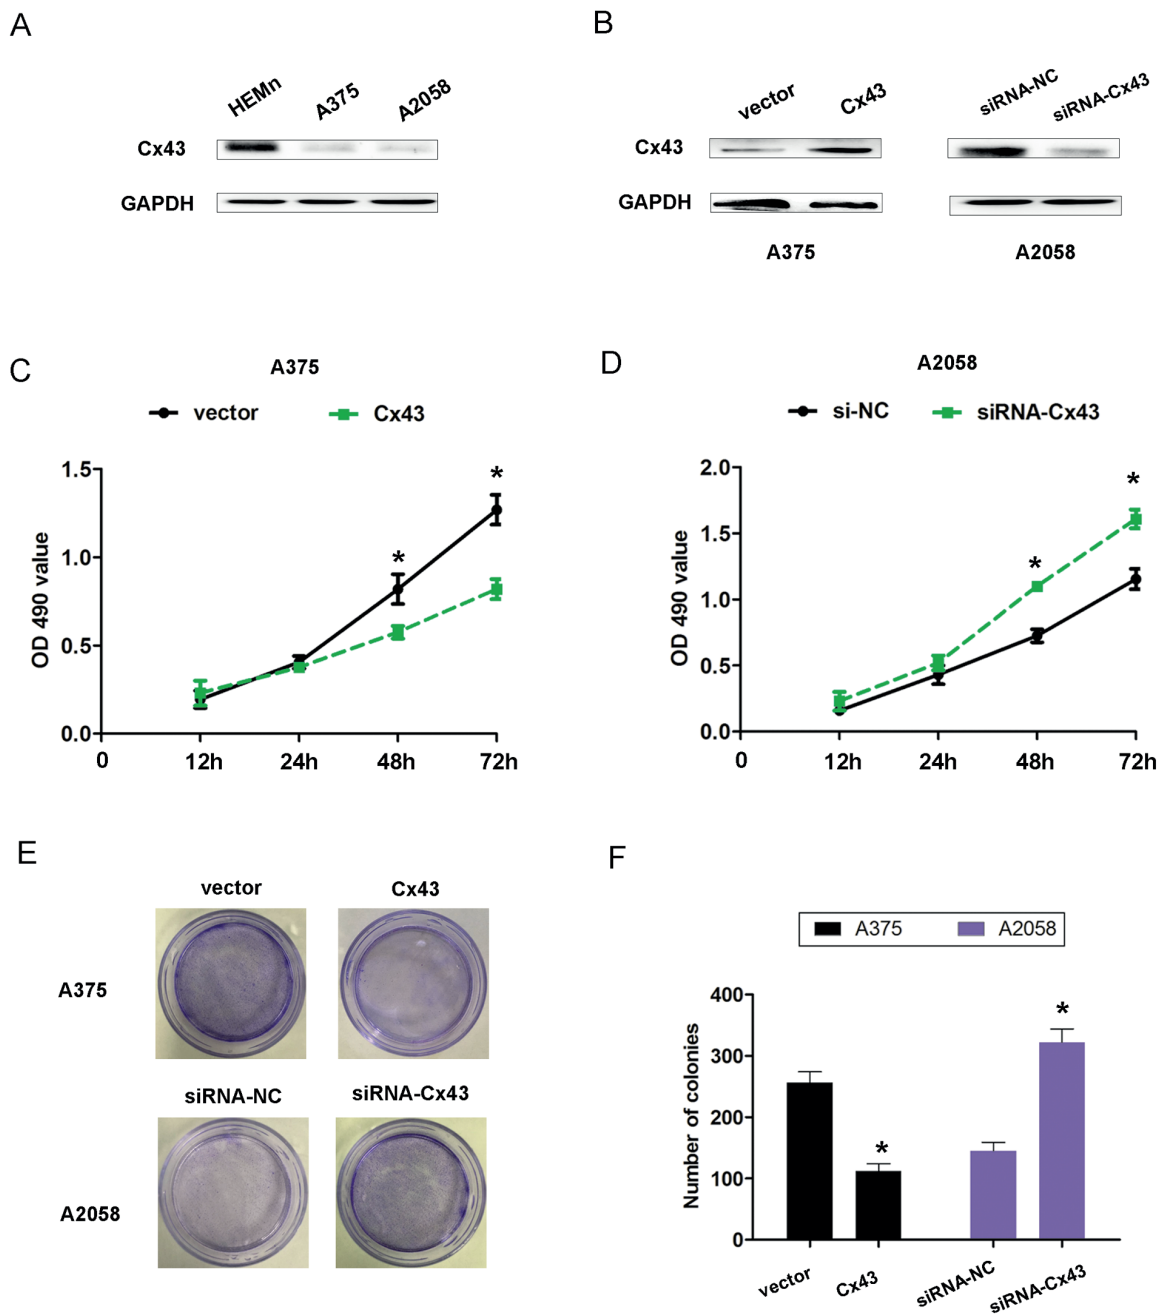 A
HEMn A375 A2058
Cx43
GAPDH
B
vector Cx43 siRNA-NC siRNA-Cx43
Cx43
GAPDH
A375 A2058
C
A375
vector Cx43
OD 490 value
1.5
1.0
0.5
0.0
0 12h 24h 48h 72h
* *
D
A2058
si-NC siRNA-Cx43
OD 490 value
2.0
1.5
1.0
0.5
0.0
0 12h 24h 48h 72h
* *
E
vector Cx43
A375
siRNA-NC siRNA-Cx43
A2058
F
A375 A2058
Number of colonies
400
300
200
100
0
* *
vector Cx43 siRNA-NC siRNA-Cx43